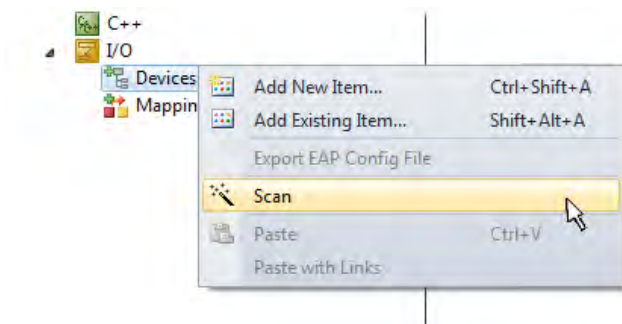 C++
I/O
Devices
Mappin
Add New Item... Ctrl+Shift+A
Add Existing Item... Shift+Alt+A
Export EAP Config File
Scan
Paste Ctrl+V
Paste with Links